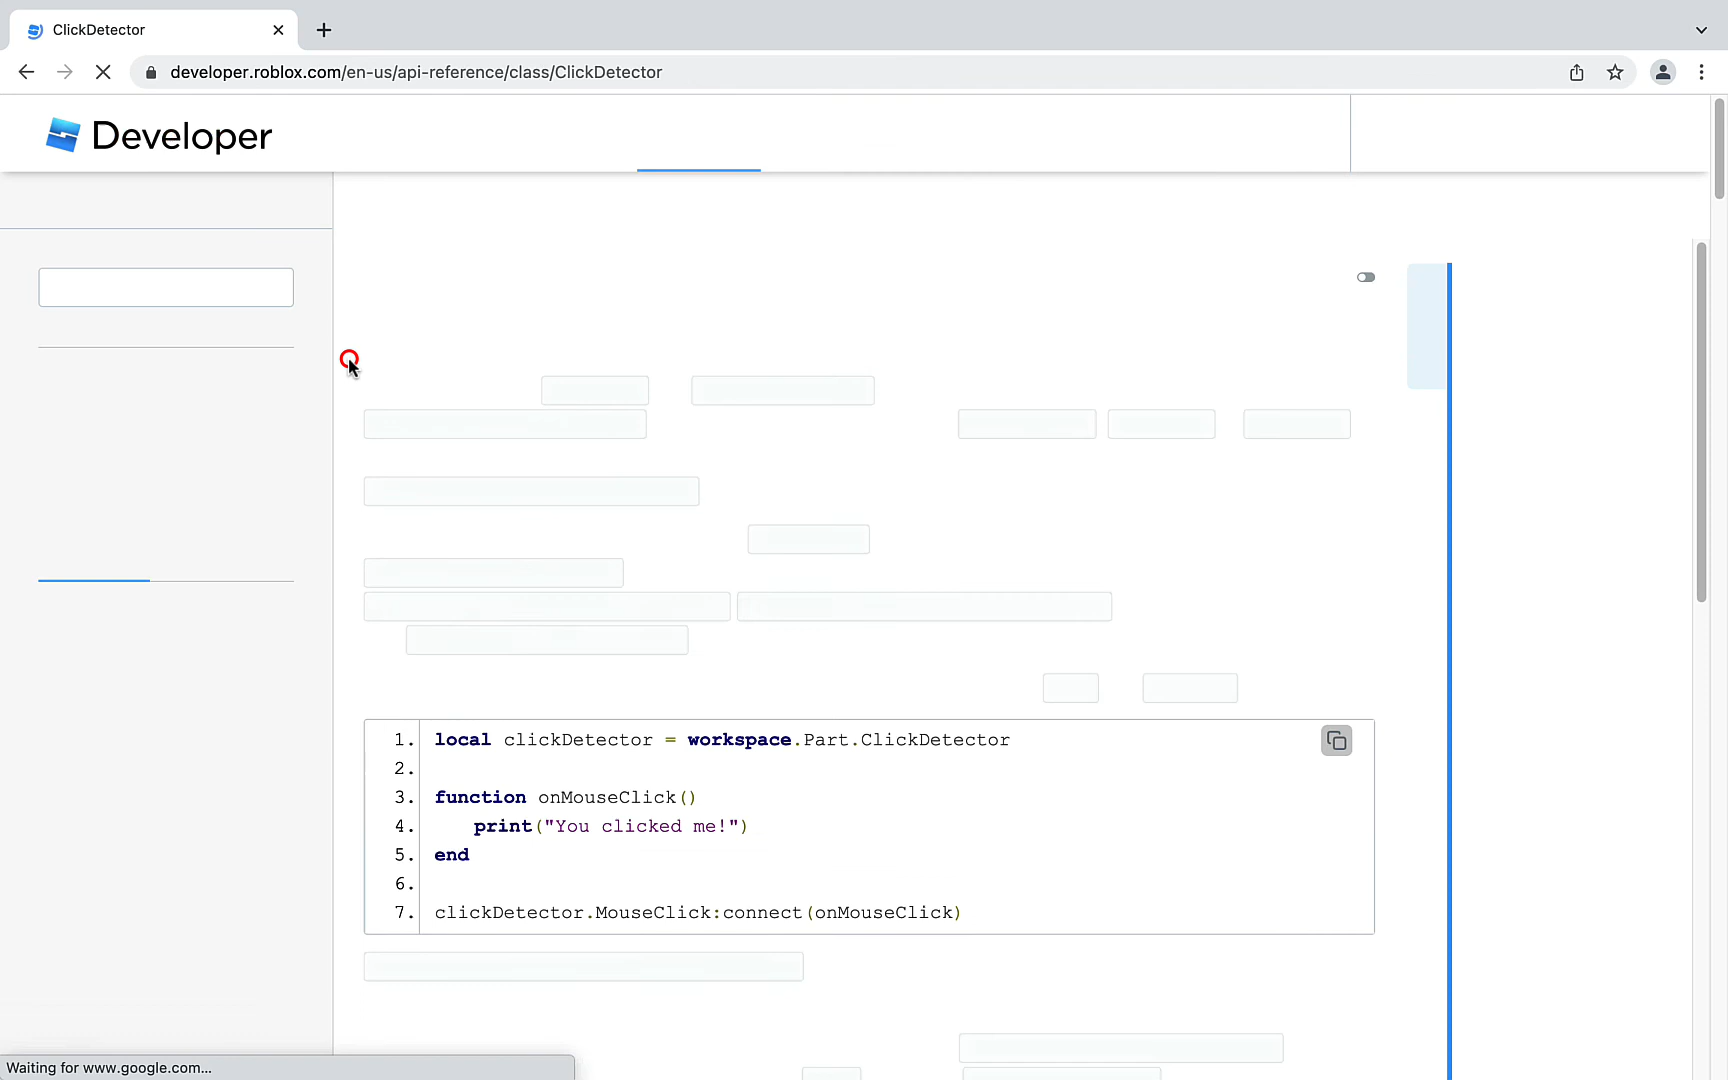 ClickDetector
developer.roblox.com/en-us/api-reference/class/ClickDetector
Developer
1. local clickDetector = workspace.Part.ClickDetector
2.
3. function onMouseClick()
4. print("You clicked me!")
5. end
6.
7. clickDetector.MouseClick:connect(onMouseClick)
Waiting for www.google.com...